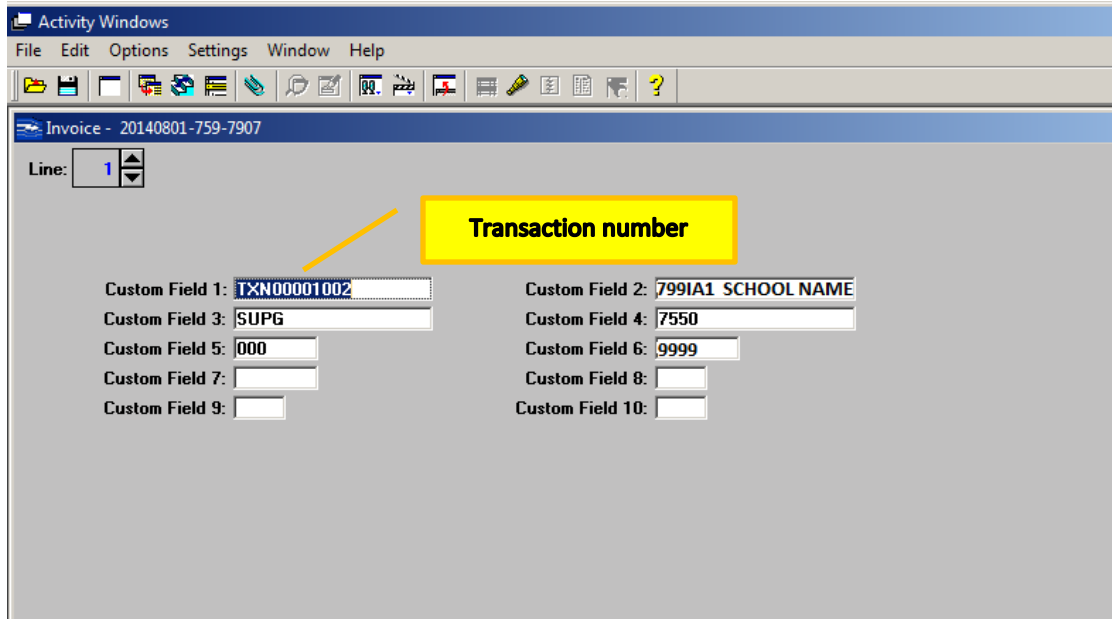 Activity Windows
File Edit Options Settings Window Help
Invoice - 20140801-759-7907
Line: 1
Transaction number
Custom Field 1: TXN00001002 Custom Field 2: 799IA1 SCHOOL NAME
Custom Field 3: SUPG Custom Field 4: 7550
Custom Field 5: 000 Custom Field 6: 9999
Custom Field 7: Custom Field 8:
Custom Field 9: Custom Field 10: